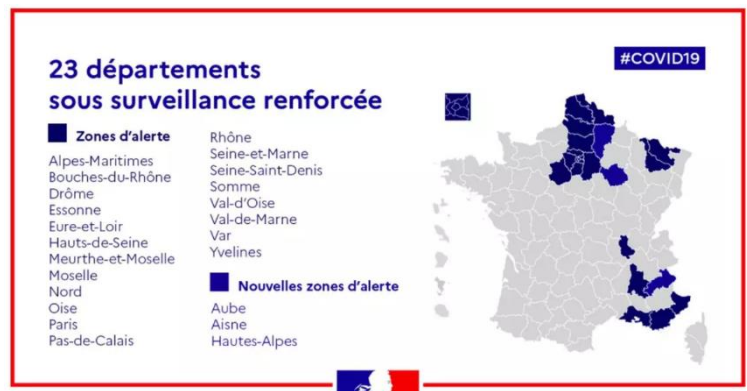 #COVID19
23 départements
sous surveillance renforcée
Zones d'alerte
Alpes-Maritimes
Bouches-du-Rhône
Drôme
Essonne
Eure-et-Loir
Hauts-de-Seine
Meurthe-et-Moselle
Moselle
Nord
Oise
Paris
Pas-de-Calais
Rhône
Seine-et-Marne
Seine-Saint-Denis
Somme
Val-d'Oise
Val-de-Marne
Var
Yvelines
Nouvelles zones d'alerte
Aube
Aisne
Hautes-Alpes